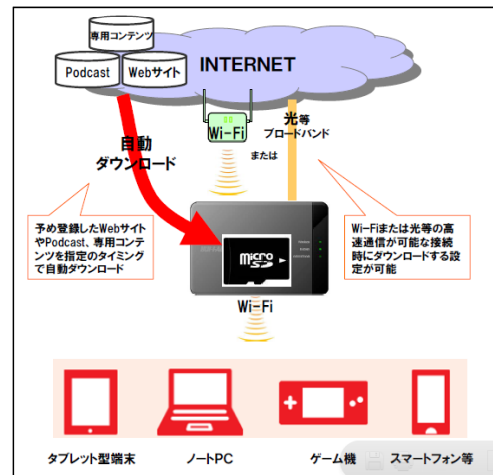 専用コンテンツ
Podcast
Webサイト
INTERNET
Wi-Fi
光等
ブロードバンド
または
自動
ダウンロード
予め登録したWebサイト
やPodcast、専用コンテ
ンツを指定のタイミング
で自動ダウンロード
Wi-Fiまたは光等の高
速通信が可能な接続
時にダウンロードする設
定が可能
micro
SD
Wi-Fi
タブレット型端末
ノートPC
ゲーム機
スマートフォン等